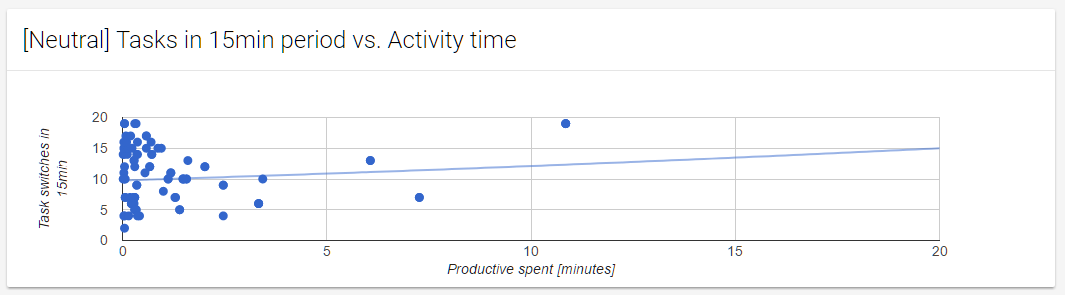 [Neutral] Tasks in 15min period vs. Activity time
Task switches in
15min
20
15
10
5
0
0 5 10 15 20
Productive spent [minutes]